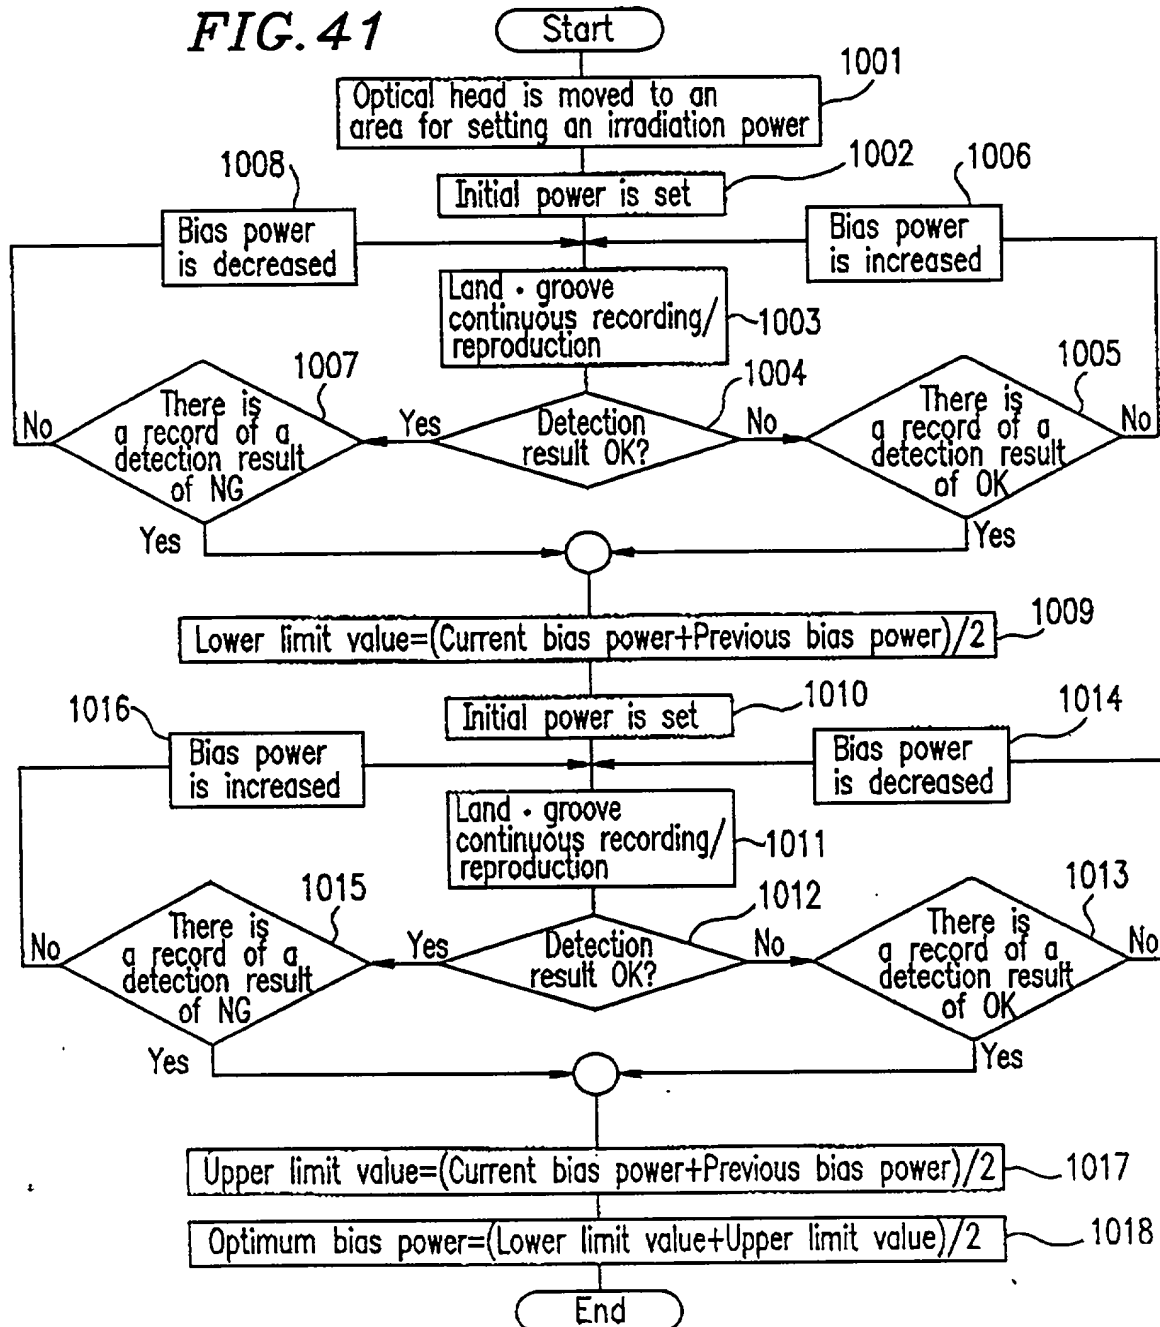 FIG.41
Start
1001
Optical head is moved to an
area for setting an irradiation power
1002
Initial power is set
1008
Bias power
is decreased
1006
Bias power
is increased
Land · groove
continuous recording/
reproduction
1003
1007
There is
a record of a
detection result
of NG
No
Yes
1004
Detection
result OK?
Yes
No
1005
There is
a record of a
detection result
of OK
No
Yes
Lower limit value=(Current bias power+Previous bias power)/2
1009
Initial power is set
1010
1016
Bias power
is increased
1014
Bias power
is decreased
Land · groove
continuous recording/
reproduction
1011
1015
There is
a record of a
detection result
of NG
No
Yes
1012
Detection
result OK?
Yes
No
1013
There is
a record of a
detection result
of OK
No
Yes
Upper limit value=(Current bias power+Previous bias power)/2
1017
Optimum bias power=(Lower limit value+Upper limit value)/2
1018
End